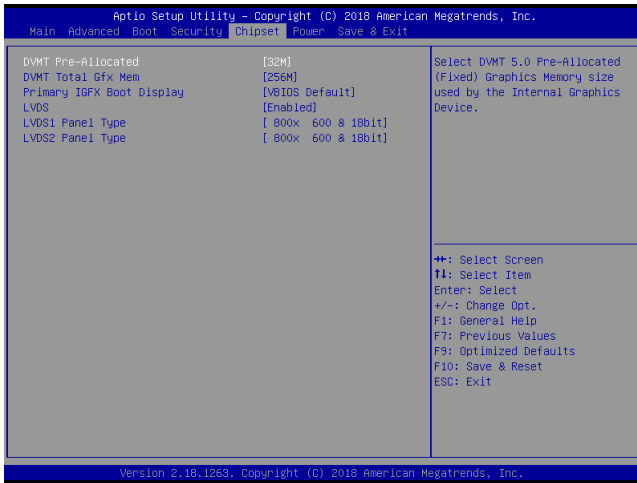 Aptio Setup Utility – Copyright (C) 2018 American Megatrends, Inc.
Main Advanced Boot Security Chipset Power Save & Exit
DVMT Pre-Allocated [32M]
DVMT Total Gfx Mem [256M]
Primary IGFX Boot Display [VBIOS Default]
LVDS [Enabled]
LVDS1 Panel Type [ 800x 600 & 18bit]
LVDS2 Panel Type [ 800x 600 & 18bit]
Select DVMT 5.0 Pre-Allocated
(Fixed) Graphics Memory size
used by the Internal Graphics
Device.
→←: Select Screen
↑↓: Select Item
Enter: Select
+/-: Change Opt.
F1: General Help
F7: Previous Values
F9: Optimized Defaults
F10: Save & Reset
ESC: Exit
Version 2.18.1263. Copyright (C) 2018 American Megatrends, Inc.